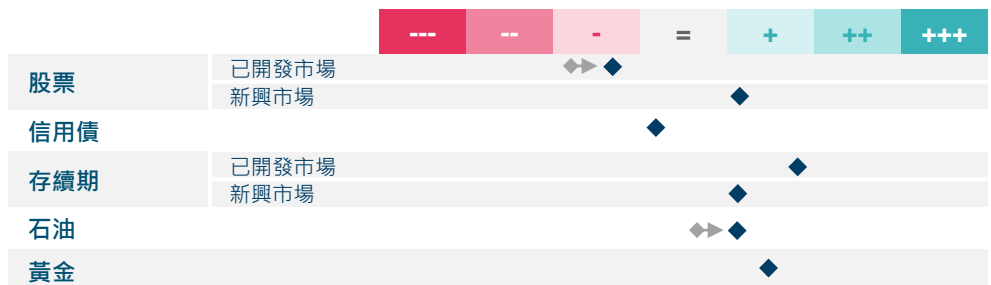 --- -- - = + ++ +++
股票
已開發市場
新興市場
信用債
存續期
已開發市場
新興市場
石油
黃金